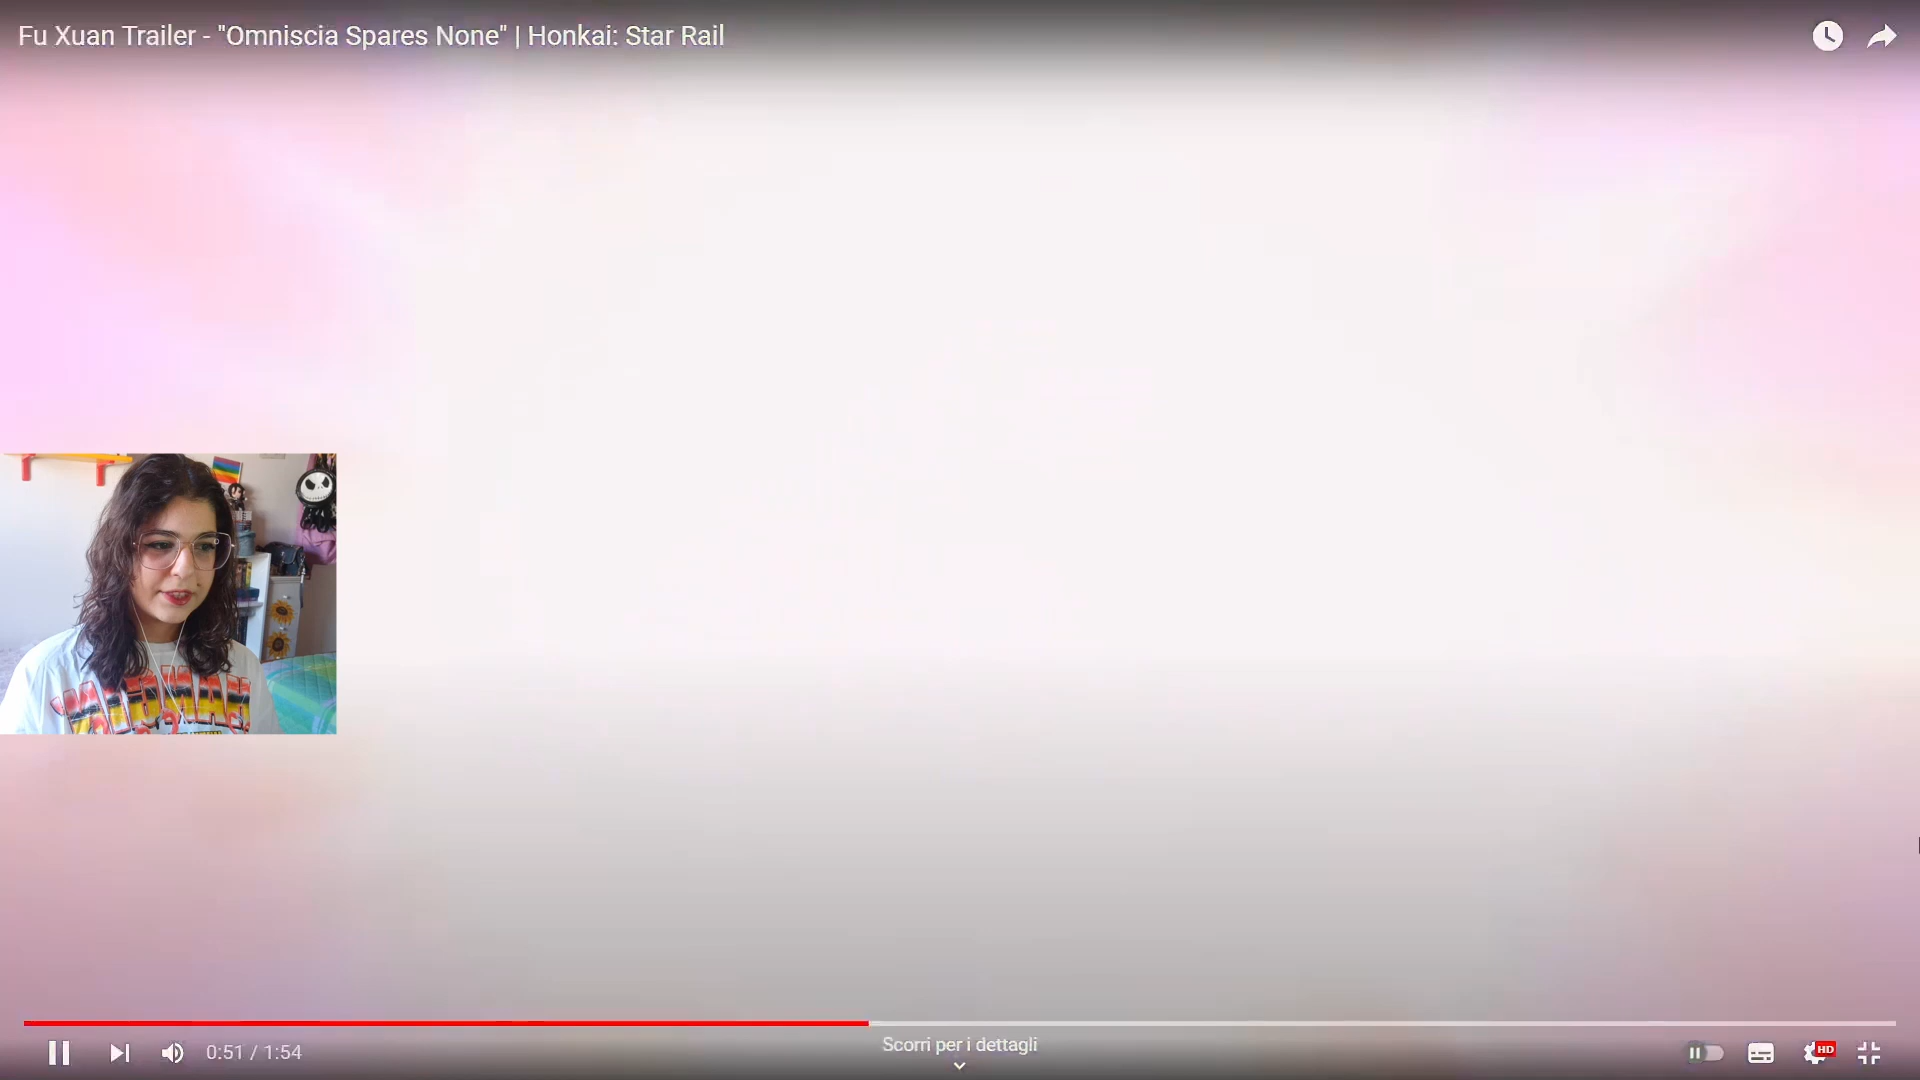 Fu Xuan Trailer - "Omniscia Spares None" | Honkai: Star Rail
0:51 / 1:54
Scorri per i dettagli
HD